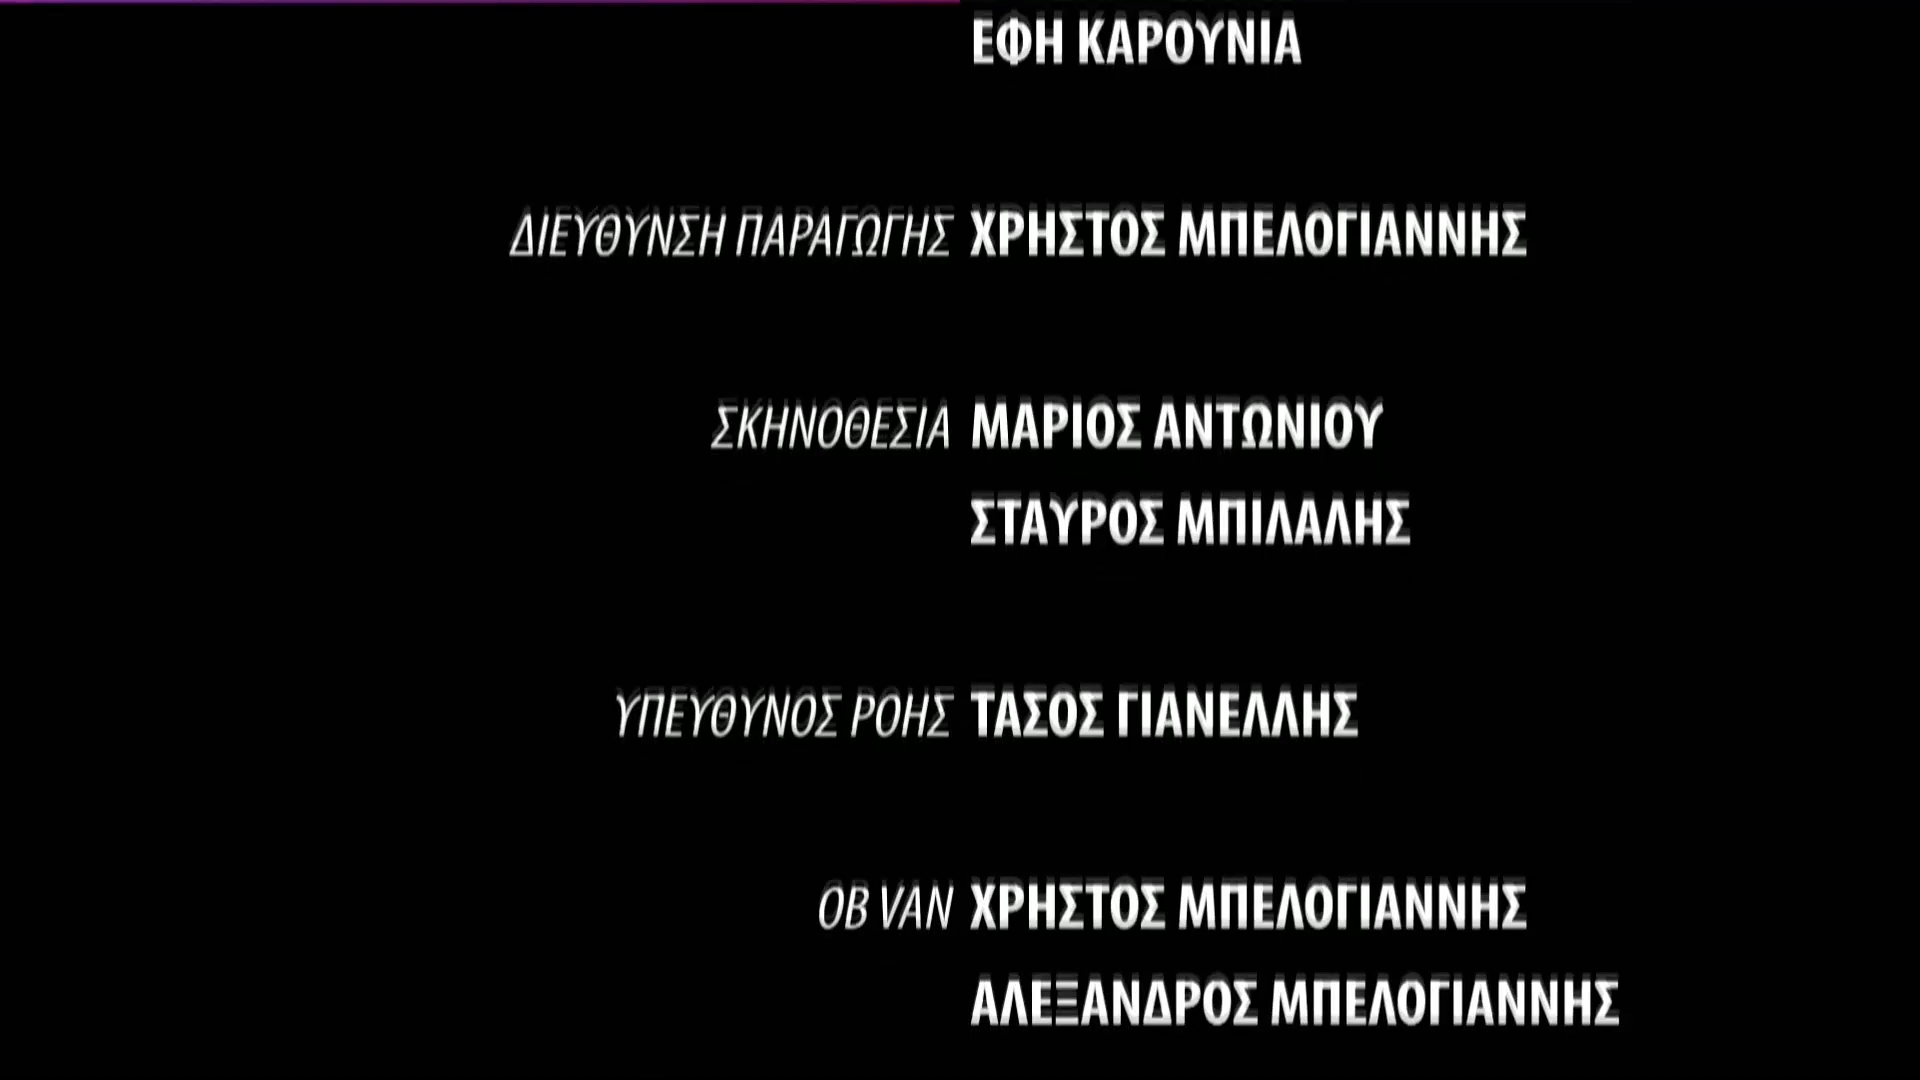 ΕΦΗ ΚΑΡΟΥΝΙΑ
ΔΙΕΥΘΥΝΣΗ ΠΑΡΑΓΩΓΗΣ ΧΡΗΣΤΟΣ ΜΠΕΛΟΓΙΑΝΝΗΣ
ΣΚΗΝΟΘΕΣΙΑ ΜΑΡΙΟΣ ΑΝΤΩΝΙΟΥ
ΣΤΑΥΡΟΣ ΜΠΙΛΑΛΗΣ
ΥΠΕΥΘΥΝΟΣ ΡΟΗΣ ΤΑΣΟΣ ΓΙΑΝΕΛΛΗΣ
OB VAN ΧΡΗΣΤΟΣ ΜΠΕΛΟΓΙΑΝΝΗΣ
ΑΛΕΞΑΝΔΡΟΣ ΜΠΕΛΟΓΙΑΝΝΗΣ